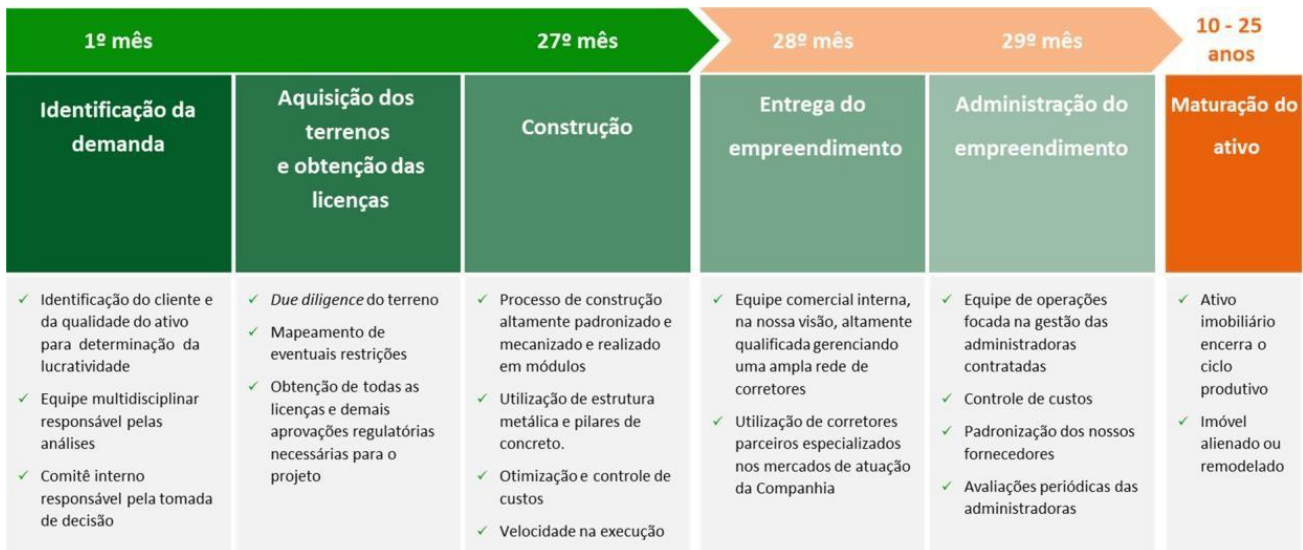 1º mês
27º mês
28º mês
29º mês
10 - 25
anos
Identificação da
demanda
Aquisição dos
terrenos
e obtenção das
licenças
Construção
Entrega do
empreendimento
Administração do
empreendimento
Maturação do
ativo
✓ Identificação do cliente e
da qualidade do ativo
para determinação da
lucratividade
✓ Equipe multidisciplinar
responsável pelas
análises
✓ Comitê interno
responsável pela tomada
de decisão
✓ Due diligence do terreno
✓ Mapeamento de
eventuais restrições
✓ Obtenção de todas as
licenças e demais
aprovações regulatórias
necessárias para o
projeto
✓ Processo de construção
altamente padronizado e
mecanizado e realizado
em módulos
✓ Utilização de estrutura
metálica e pilares de
concreto.
✓ Otimização e controle de
custos
✓ Velocidade na execução
✓ Equipe comercial interna,
na nossa visão, altamente
qualificada gerenciando
uma ampla rede de
corretores
✓ Utilização de corretores
parceiros especializados
nos mercados de atuação
da Companhia
✓ Equipe de operações
focada na gestão das
administradoras
contratadas
✓ Controle de custos
✓ Padronização dos nossos
fornecedores
✓ Avaliações periódicas das
administradoras
✓ Ativo
imobiliário
encerra o
ciclo
produtivo
✓ Imóvel
alienado ou
remodelado